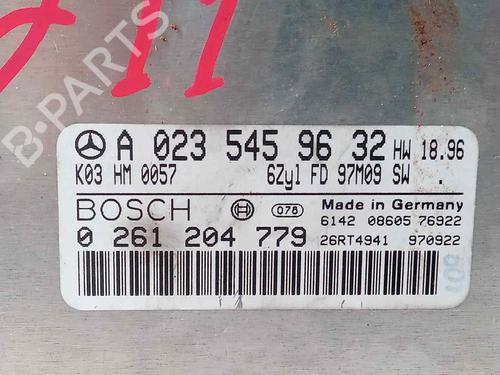 B-PARTS
A 023 545 96 32 HW 18.96
K03 HM 0057 6Zyl FD 97M09 SW .
BOSCH 078 Made in Germany
6142 08605 76922
0 261 204 779 26RT4941 970922